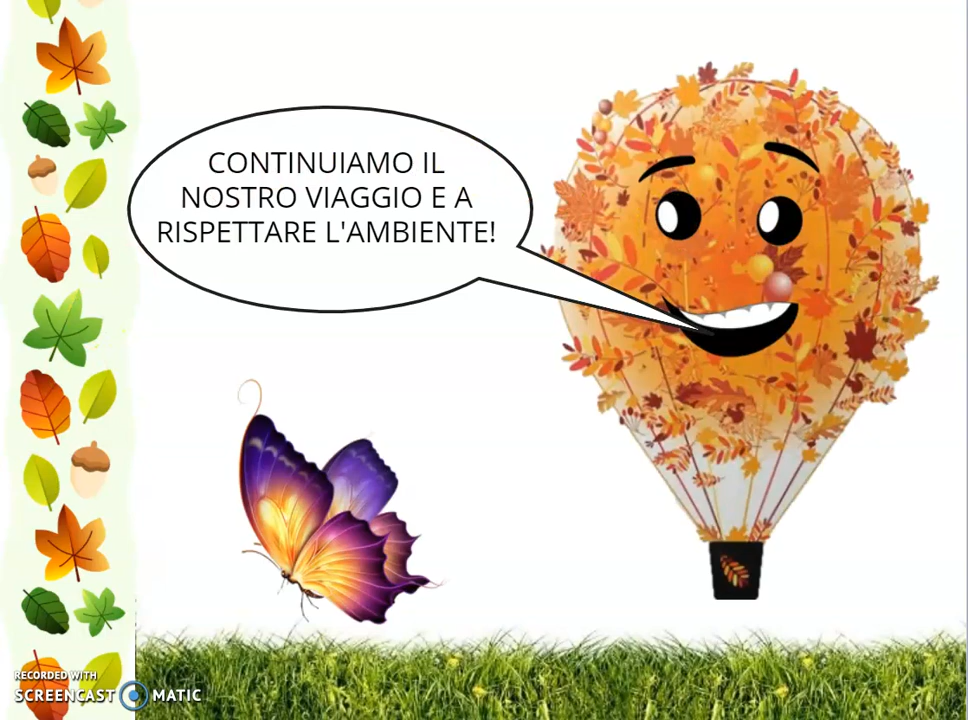 CONTINUIAMO IL
NOSTRO VIAGGIO E A
RISPETTARE L'AMBIENTE!
RECORDED WITH
SCREENCAST MATIC